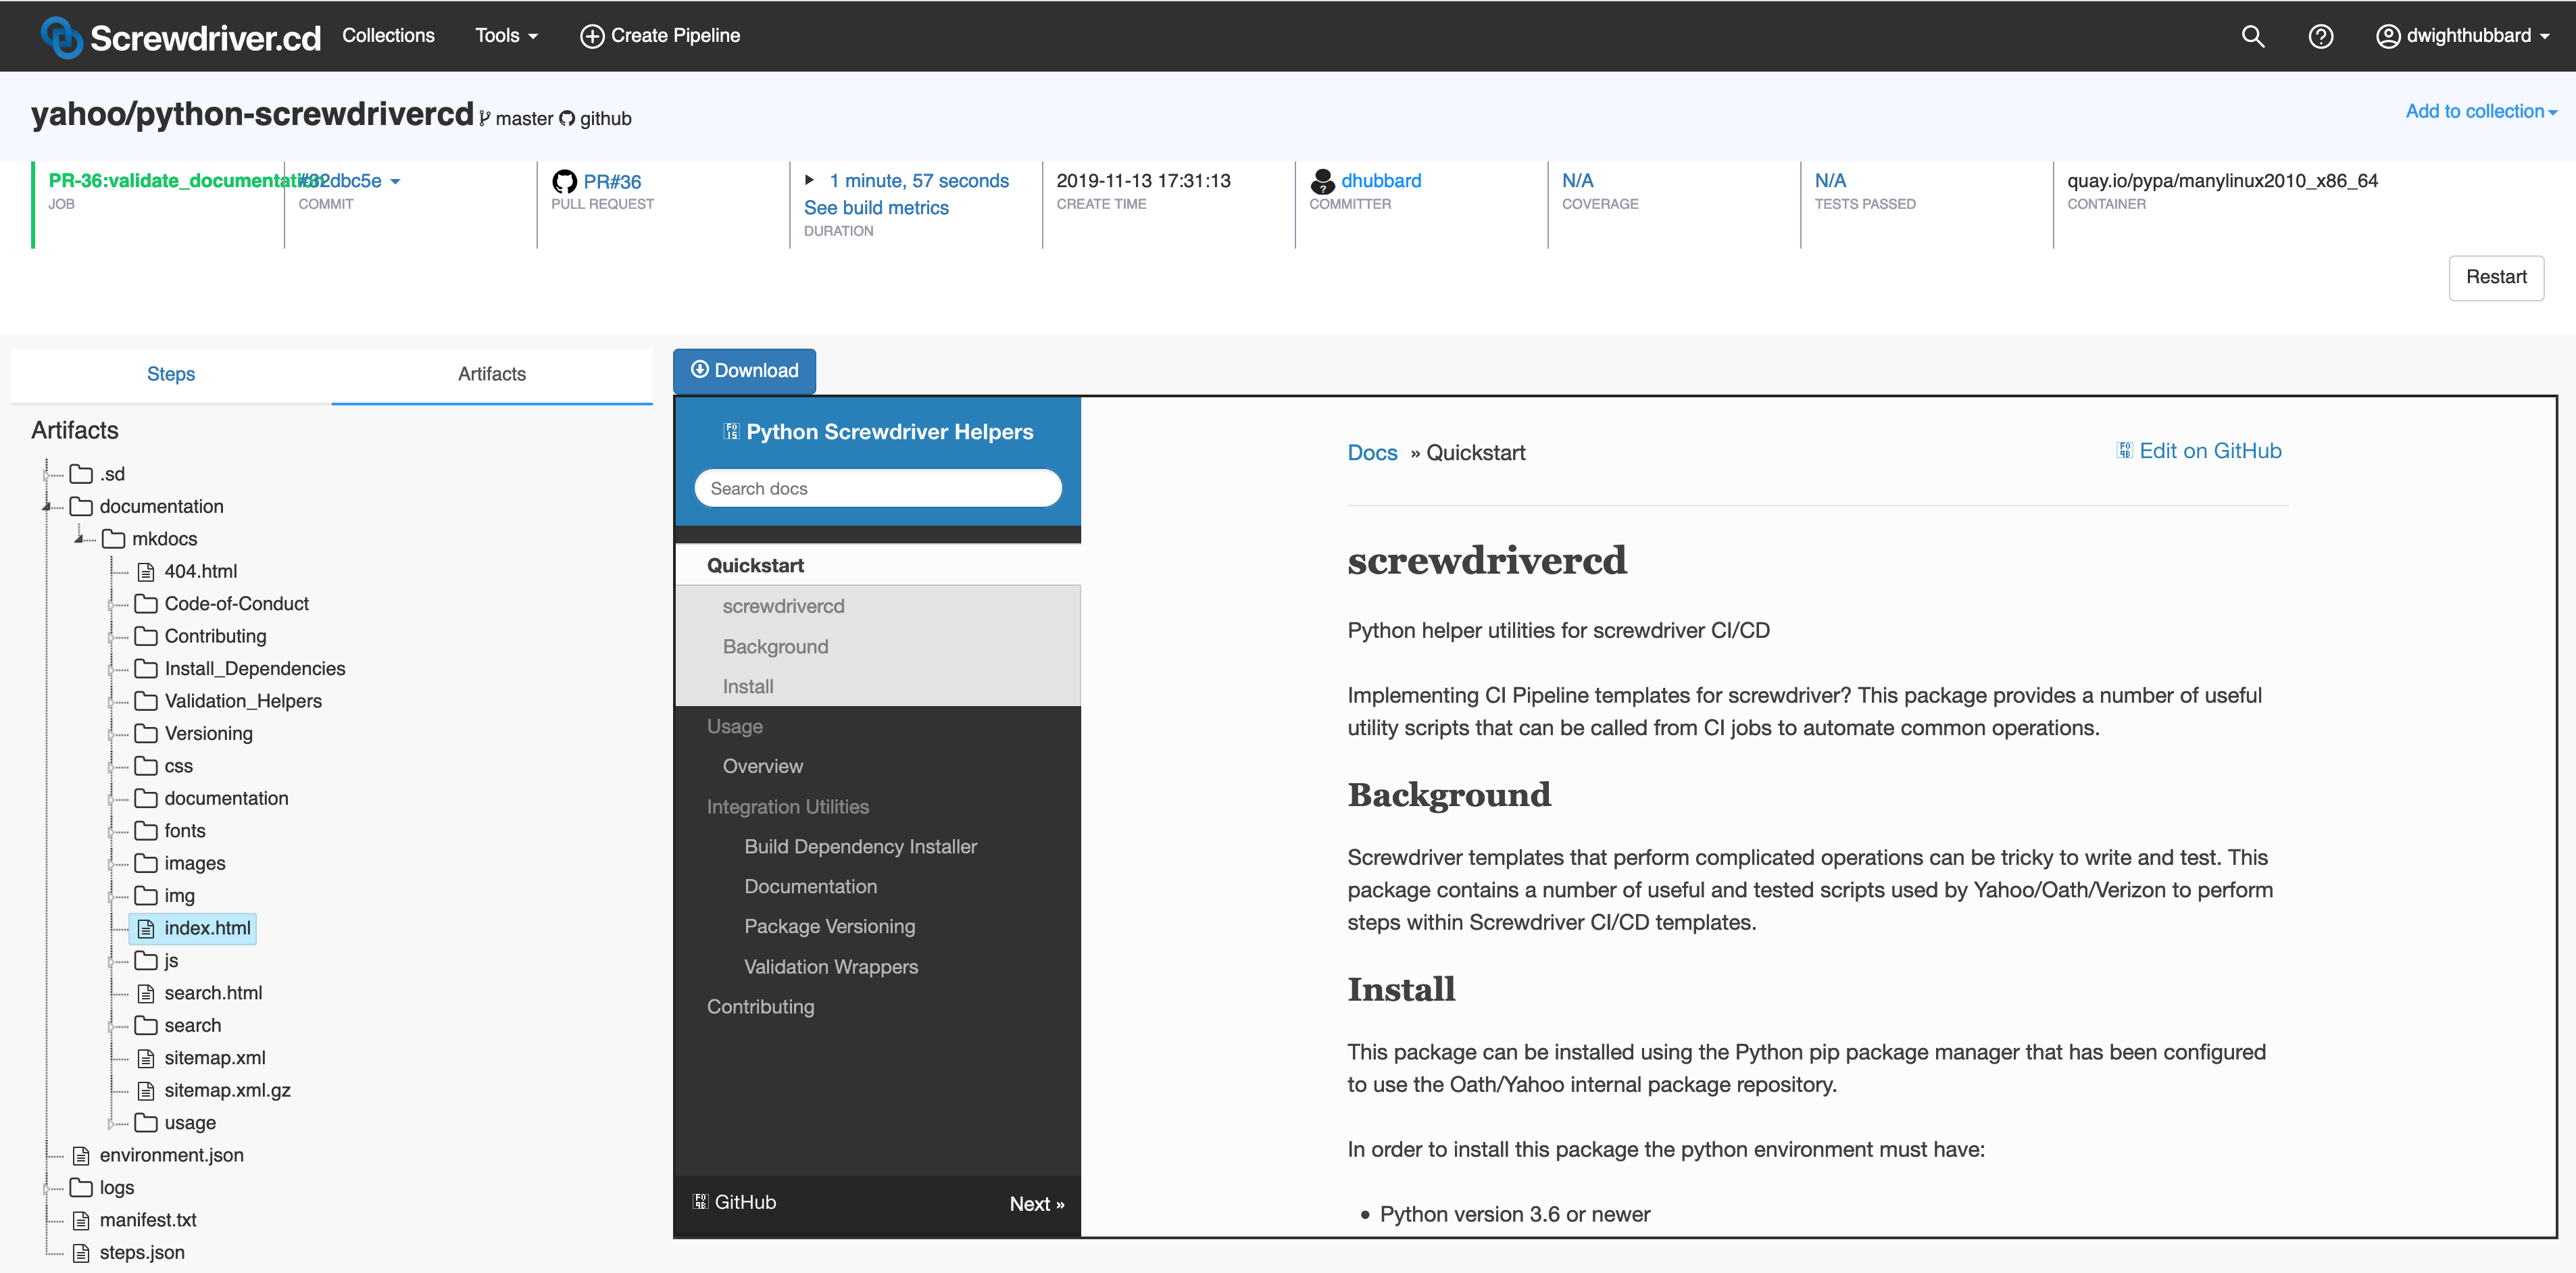 Screwdriver.cd Collections Tools Create Pipeline dwighthubbard
yahoo/python-screwdrivercd master github Add to collection
PR-36:validate_documentation
JOB
#32dbc5e
COMMIT
PR#36
PULL REQUEST
1 minute, 57 seconds
See build metrics
DURATION
2019-11-13 17:31:13
CREATE TIME
dhubbard
COMMITTER
N/A
COVERAGE
N/A
TESTS PASSED
quay.io/pypa/manylinux2010_x86_64
CONTAINER
Restart
Steps Artifacts
Artifacts
.sd
documentation
mkdocs
404.html
Code-of-Conduct
Contributing
Install_Dependencies
Validation_Helpers
Versioning
css
documentation
fonts
images
img
index.html
js
search.html
search
sitemap.xml
sitemap.xml.gz
usage
environment.json
logs
manifest.txt
steps.json
Download
Python Screwdriver Helpers
Search docs
Quickstart
screwdrivercd
Background
Install
Usage
Overview
Integration Utilities
Build Dependency Installer
Documentation
Package Versioning
Validation Wrappers
Contributing
GitHub Next »
Docs » Quickstart Edit on GitHub
screwdrivercd
Python helper utilities for screwdriver CI/CD
Implementing CI Pipeline templates for screwdriver? This package provides a number of useful
utility scripts that can be called from CI jobs to automate common operations.
Background
Screwdriver templates that perform complicated operations can be tricky to write and test. This
package contains a number of useful and tested scripts used by Yahoo/Oath/Verizon to perform
steps within Screwdriver CI/CD templates.
Install
This package can be installed using the Python pip package manager that has been configured
to use the Oath/Yahoo internal package repository.
In order to install this package the python environment must have:
• Python version 3.6 or newer